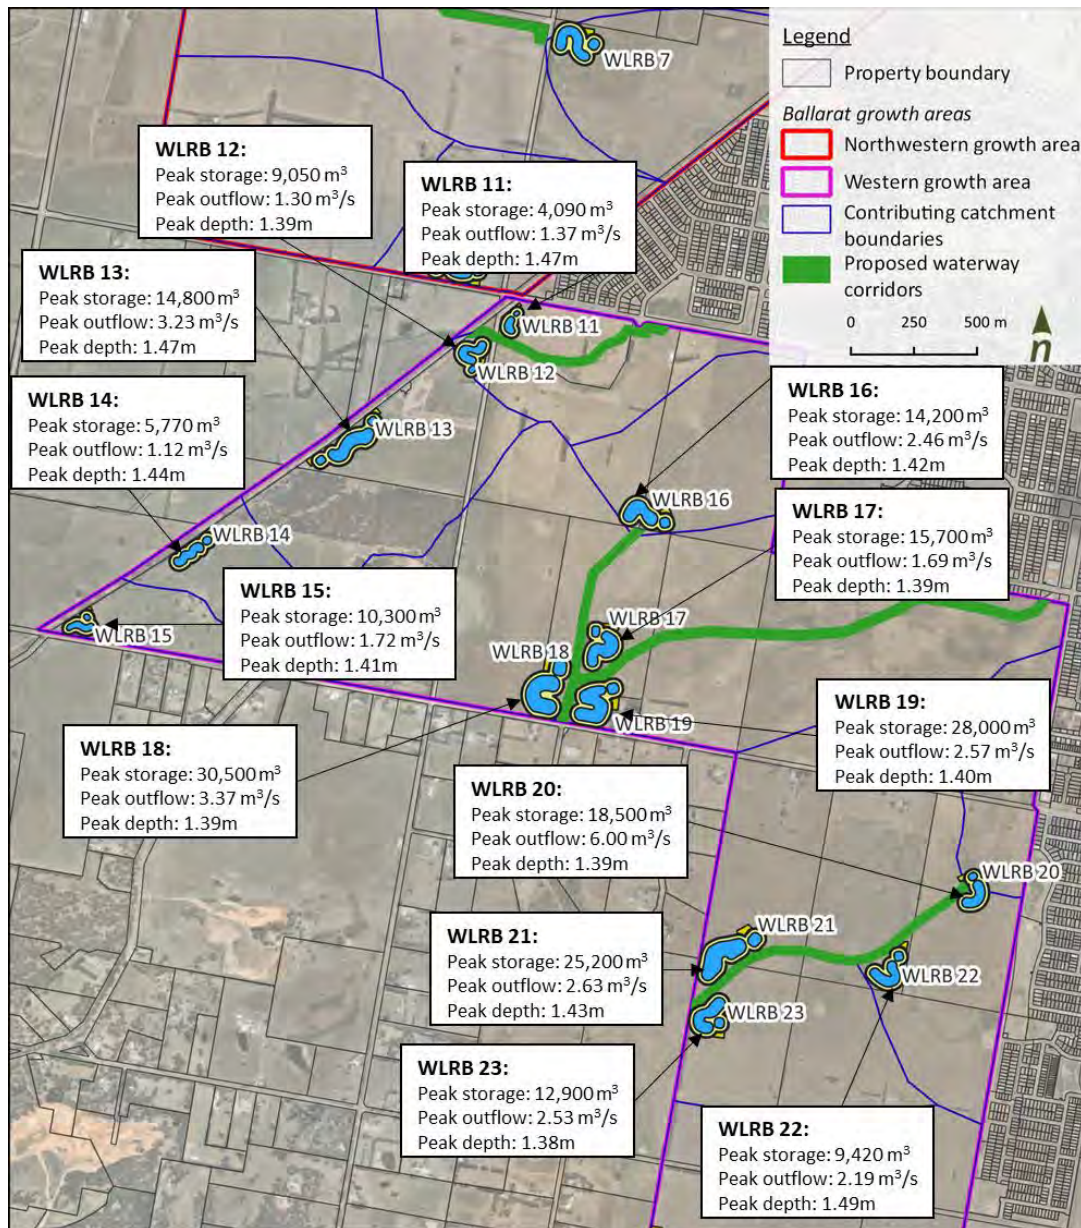 WLRB 7
Legend
Property boundary
Ballarat growth areas
Northwestern growth area
Western growth area
Contributing catchment
boundaries
Proposed waterway
corridors
0 250 500 m
n
WLRB 12:
Peak storage: 9,050 m³
Peak outflow: 1.30 m³/s
Peak depth: 1.39m
WLRB 11:
Peak storage: 4,090 m³
Peak outflow: 1.37 m³/s
Peak depth: 1.47m
WLRB 13:
Peak storage: 14,800 m³
Peak outflow: 3.23 m³/s
Peak depth: 1.47m
WLRB 11
WLRB 12
WLRB 14:
Peak storage: 5,770 m³
Peak outflow: 1.12 m³/s
Peak depth: 1.44m
WLRB 13
WLRB 16:
Peak storage: 14,200 m³
Peak outflow: 2.46 m³/s
Peak depth: 1.42m
WLRB 16
WLRB 17:
Peak storage: 15,700 m³
Peak outflow: 1.69 m³/s
Peak depth: 1.39m
WLRB 14
WLRB 15:
Peak storage: 10,300 m³
Peak outflow: 1.72 m³/s
Peak depth: 1.41m
WLRB 15
WLRB 17
WLRB 18
WLRB 19
WLRB 19:
Peak storage: 28,000 m³
Peak outflow: 2.57 m³/s
Peak depth: 1.40m
WLRB 18:
Peak storage: 30,500 m³
Peak outflow: 3.37 m³/s
Peak depth: 1.39m
WLRB 20:
Peak storage: 18,500 m³
Peak outflow: 6.00 m³/s
Peak depth: 1.39m
WLRB 20
WLRB 21:
Peak storage: 25,200 m³
Peak outflow: 2.63 m³/s
Peak depth: 1.43m
WLRB 21
WLRB 22
WLRB 23
WLRB 23:
Peak storage: 12,900 m³
Peak outflow: 2.53 m³/s
Peak depth: 1.38m
WLRB 22:
Peak storage: 9,420 m³
Peak outflow: 2.19 m³/s
Peak depth: 1.49m